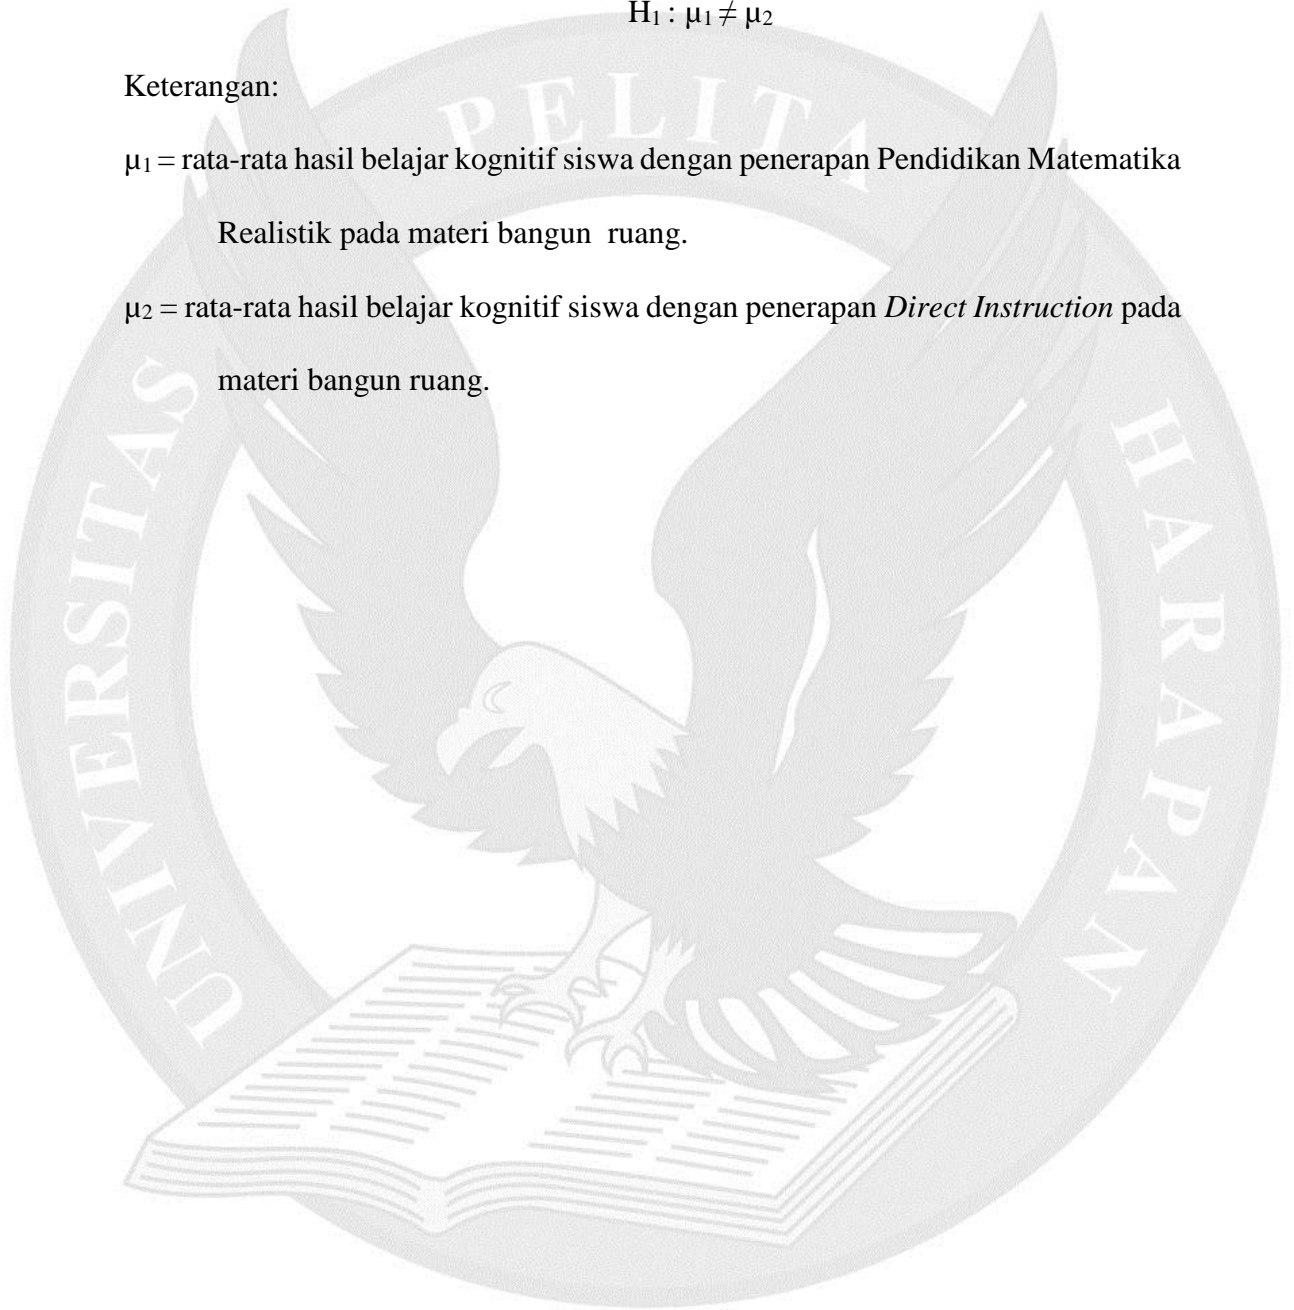 H₁ : µ₁ ≠ µ₂
Keterangan:
µ₁ = rata-rata hasil belajar kognitif siswa dengan penerapan Pendidikan Matematika
Realistik pada materi bangun ruang.
µ₂ = rata-rata hasil belajar kognitif siswa dengan penerapan Direct Instruction pada
materi bangun ruang.
UNIVERSITAS PELITA HARAPAN